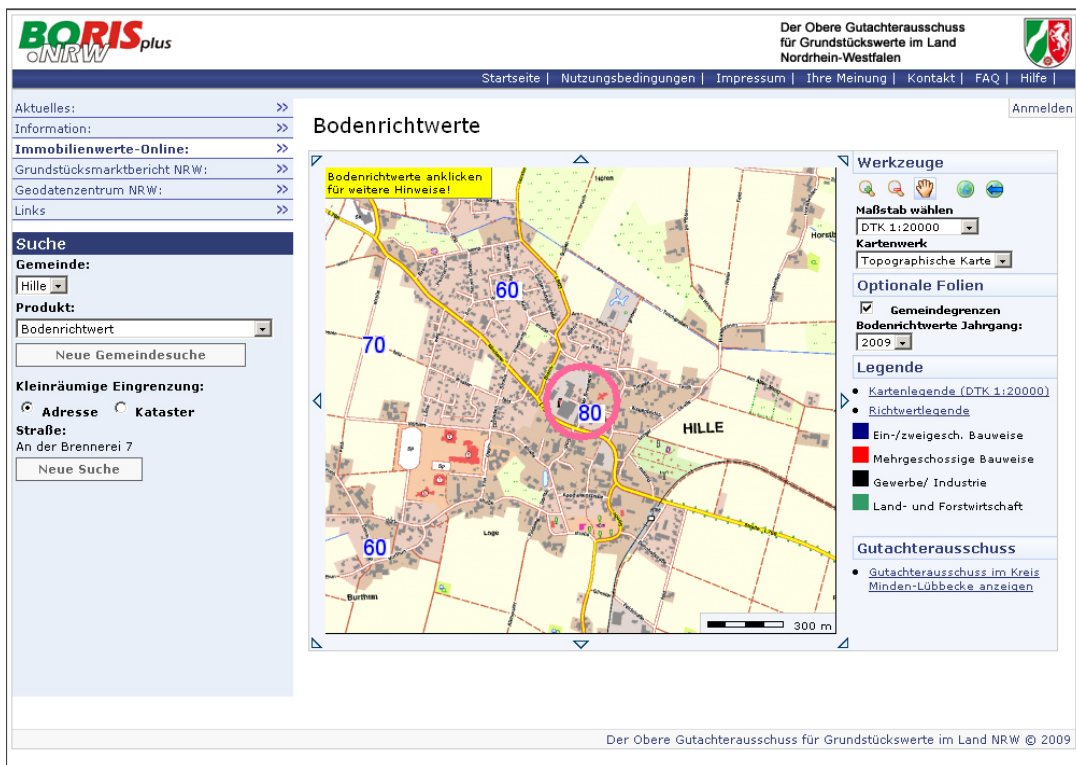 BORISplus
.NRW
Der Obere Gutachterausschuss
für Grundstückswerte im Land
Nordrhein-Westfalen
Startseite | Nutzungsbedingungen | Impressum | Ihre Meinung | Kontakt | FAQ | Hilfe |
Anmelden
Aktuelles: >>
Information: >>
Immobilienwerte-Online: >>
Grundstücksmarktbericht NRW: >>
Geodatenzentrum NRW: >>
Links >>
Suche
Gemeinde:
Hille
Produkt:
Bodenrichtwert
Neue Gemeindesuche
Kleinräumige Eingrenzung:
Adresse Kataster
Straße:
An der Brennerei 7
Neue Suche
Bodenrichtwerte
Bodenrichtwerte anklicken
für weitere Hinweise!
60
70
80
HILLE
60
Loge
300 m
Werkzeuge
Maßstab wählen
DTK 1:20000
Kartenwerk
Topographische Karte
Optionale Folien
Gemeindegrenzen
Bodenrichtwerte Jahrgang:
2009
Legende
Kartenlegende (DTK 1:20000)
Richtwertlegende
Ein-/zweigesch. Bauweise
Mehrgeschossige Bauweise
Gewerbe/ Industrie
Land- und Forstwirtschaft
Gutachterausschuss
Gutachterausschuss im Kreis
Minden-Lübbecke anzeigen
Der Obere Gutachterausschuss für Grundstückswerte im Land NRW © 2009